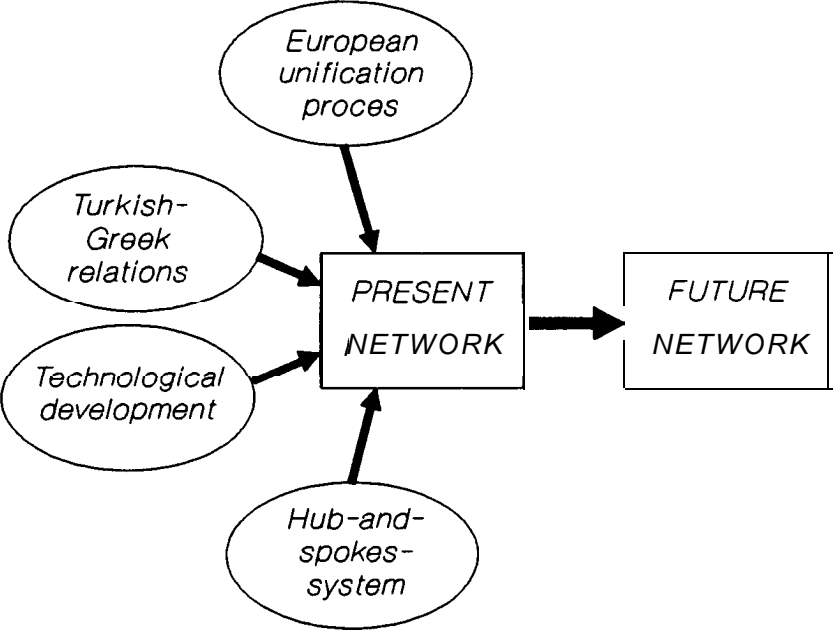 European
unification
proces
Turkish-
Greek
relations
PRESENT
NETWORK
FUTURE
NETWORK
Technological
development
Hub-and-
spokes-
system